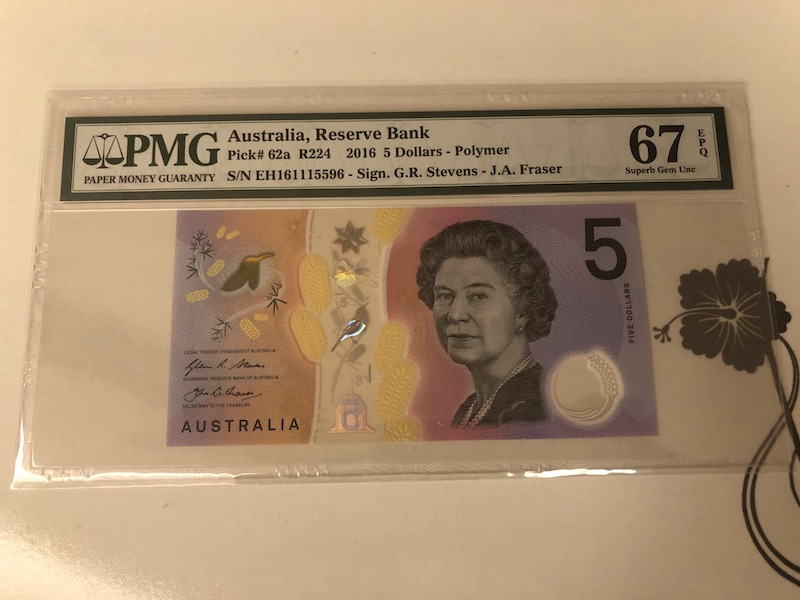 PMG
PAPER MONEY GUARANTY
Australia, Reserve Bank
Pick# 62a R224 2016 5 Dollars - Polymer
S/N EH161115596 - Sign. G.R. Stevens - J.A. Fraser
67
EPQ
Superb Gem Unc
5
FIVE DOLLARS
5
LEGAL TENDER THROUGHOUT AUSTRALIA
GOVERNOR, RESERVE BANK OF AUSTRALIA
SECRETARY TO THE TREASURY
AUSTRALIA